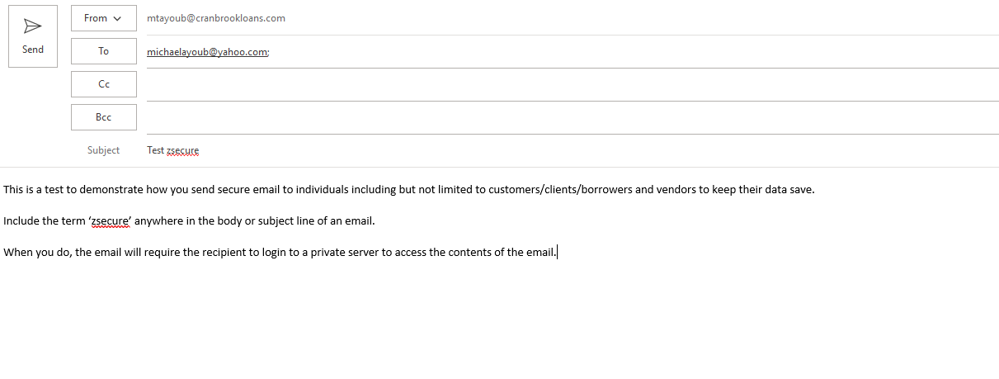 From
mtayoub@cranbrookloans.com
Send
To
michaelayoub@yahoo.com;
Cc
Bcc
Subject
Test zsecure
This is a test to demonstrate how you send secure email to individuals including but not limited to customers/clients/borrowers and vendors to keep their data save.
Include the term ‘zsecure’ anywhere in the body or subject line of an email.
When you do, the email will require the recipient to login to a private server to access the contents of the email.